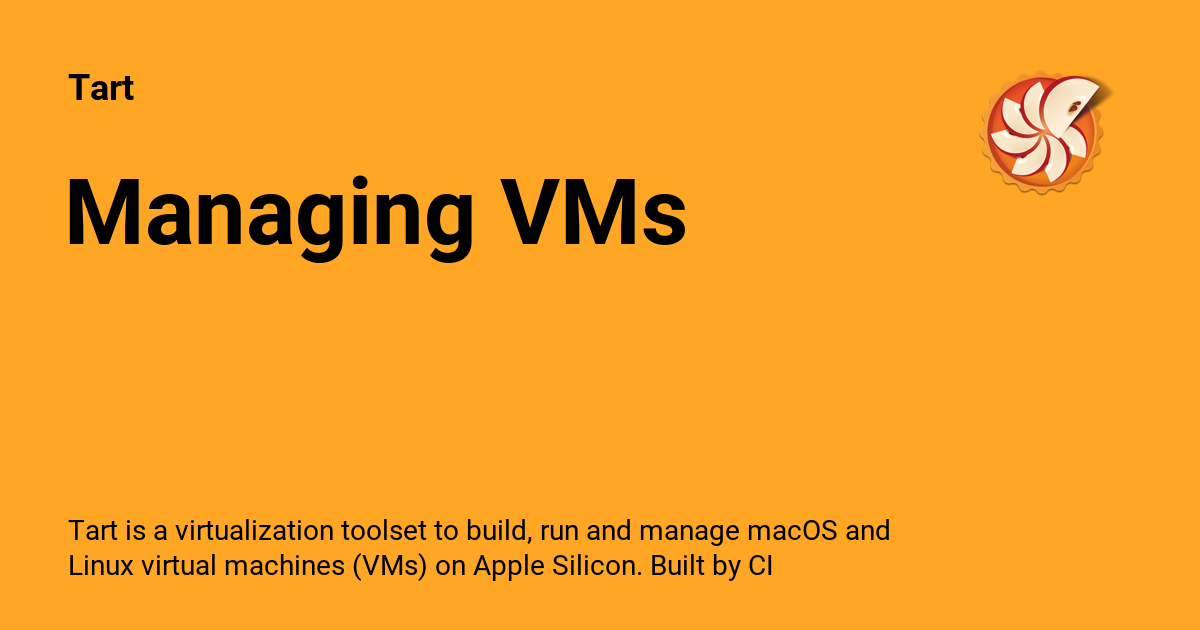 Tart
Managing VMs
Tart is a virtualization toolset to build, run and manage macOS and
Linux virtual machines (VMs) on Apple Silicon. Built by CI